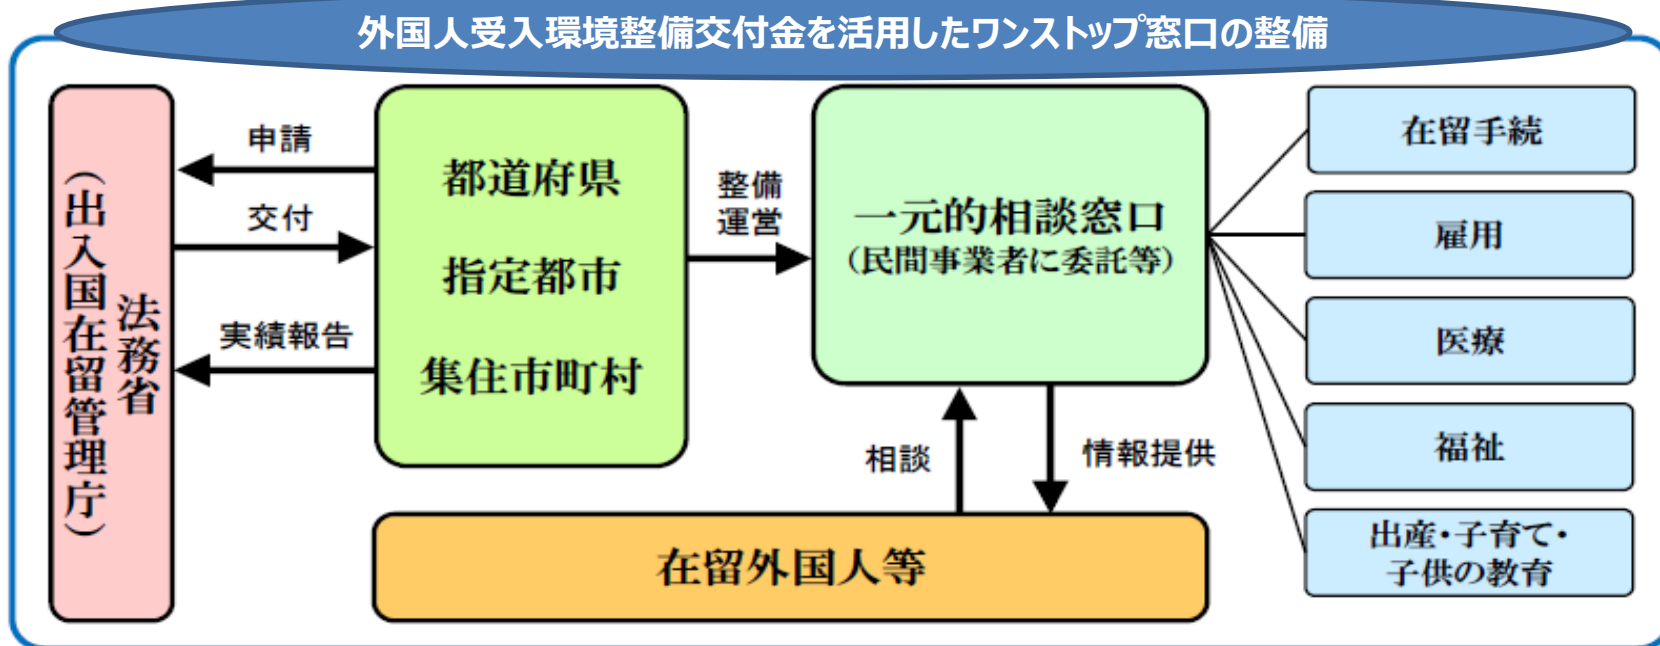 外国人受入環境整備交付金を活用したワンストップ窓口の整備
法務省
（出入国在留管理庁）
申請
交付
実績報告
都道府県
指定都市
集住市町村
整備
運営
一元的相談窓口
（民間事業者に委託等）
相談
情報提供
在留外国人等
在留手続
雇用
医療
福祉
出産・子育て・
子供の教育